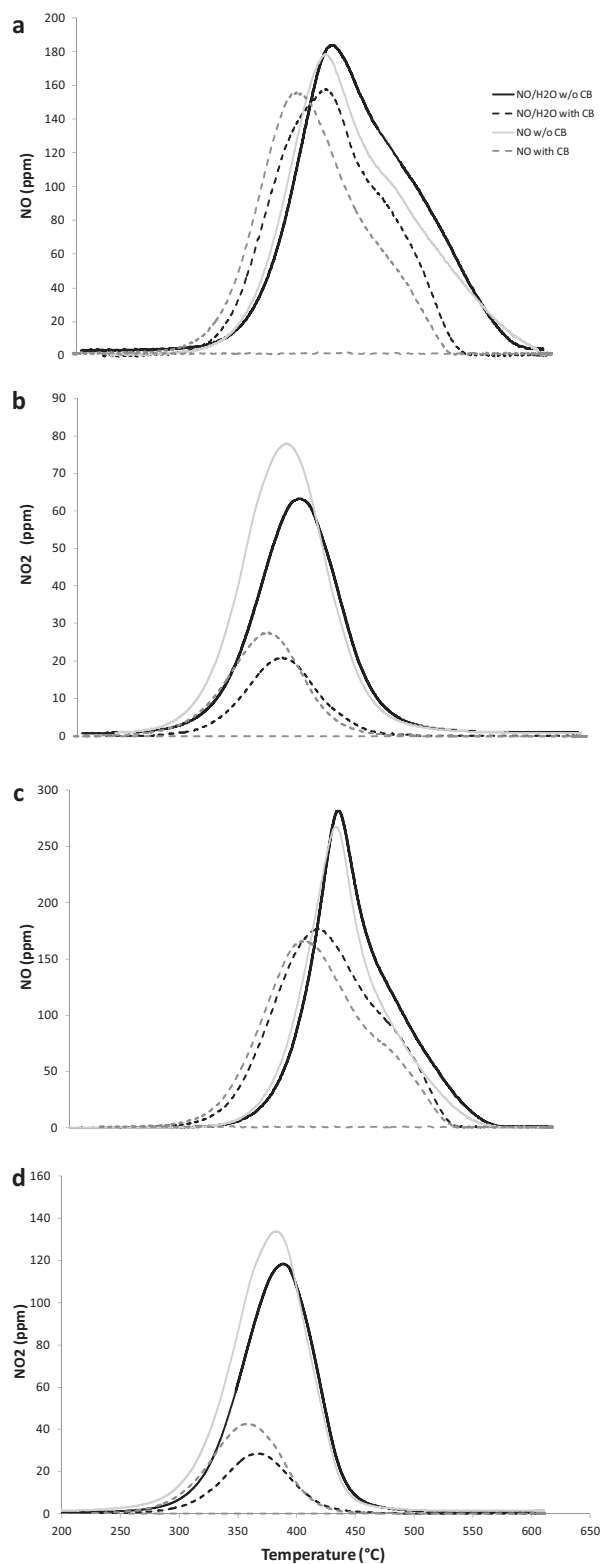 a
200
180
160
140
120
100
80
60
40
20
0
NO (ppm)
NO/H2O w/o CB
NO/H2O with CB
NO w/o CB
NO with CB
b
90
80
70
60
50
40
30
20
10
0
NO2 (ppm)
c
300
250
200
150
100
50
0
NO (ppm)
d
160
140
120
100
80
60
40
20
0
NO2 (ppm)
200 250 300 350 400 450 500 550 600 650
Temperature (°C)